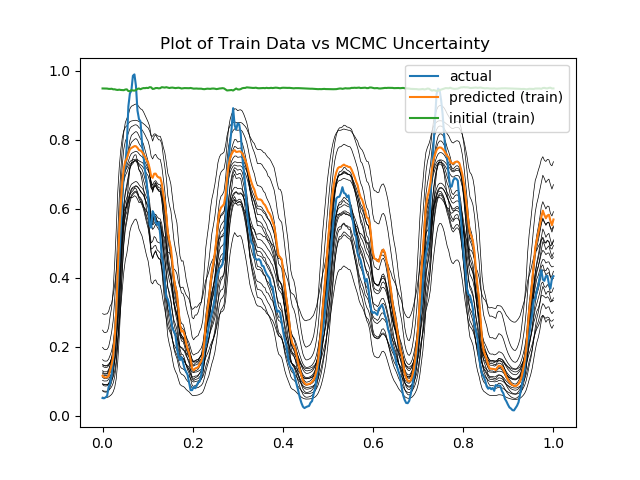 Plot of Train Data vs MCMC Uncertainty
actual
predicted (train)
initial (train)
1.0
0.8
0.6
0.4
0.2
0.0
0.0 0.2 0.4 0.6 0.8 1.0